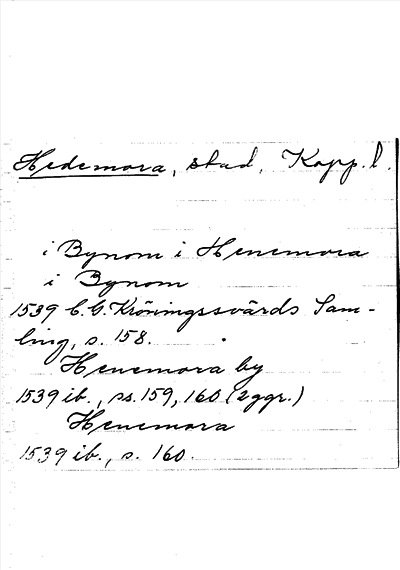 Hedemora, stad, Kopp. l.
i Bynom i Henemora
i Bynom
1539 C. G. Kröningssvärds Sam-
ling, s. 158.
Henemora by
1539 ib., ss. 159, 160 (2 ggr.)
Henemora
1539 ib., s. 160.